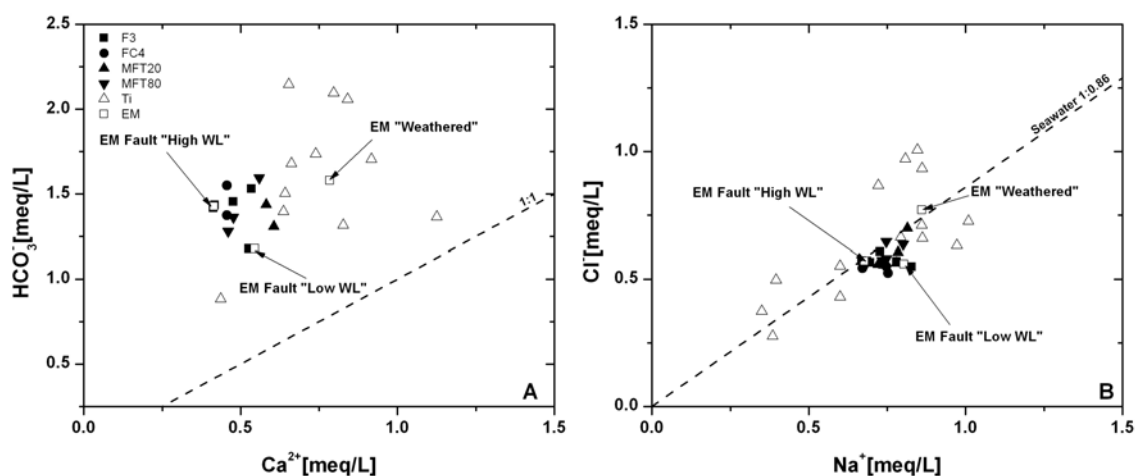 2.5
2.0
1.5
1.0
0.5
0.0
0.5
1.0
1.5
HCO₃⁻[meq/L]
Ca²⁺[meq/L]
F3
FC4
MFT20
MFT80
Ti
EM
EM Fault "High WL"
EM "Weathered"
EM Fault "Low WL"
1:1
A
1.5
1.0
0.5
0.0
0.0
0.5
1.0
1.5
Cl⁻[meq/L]
Na⁺[meq/L]
Seawater 1:0.86
EM Fault "High WL"
EM "Weathered"
EM Fault "Low WL"
B